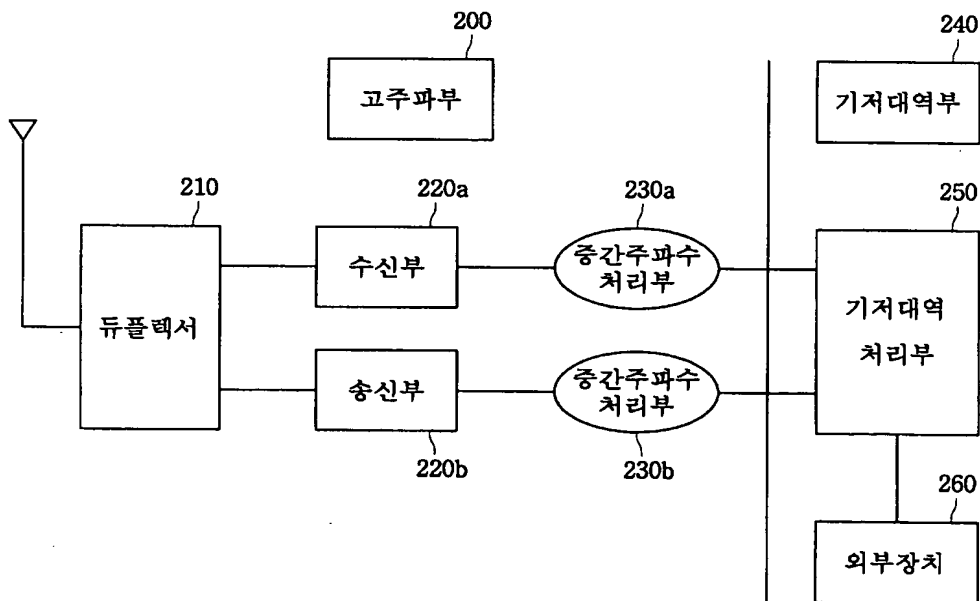 200
고주파부
240
기저대역부
210
듀플렉서
220a
수신부
230a
중간주파수
처리부
250
기저대역
처리부
송신부
220b
중간주파수
처리부
230b
260
외부장치